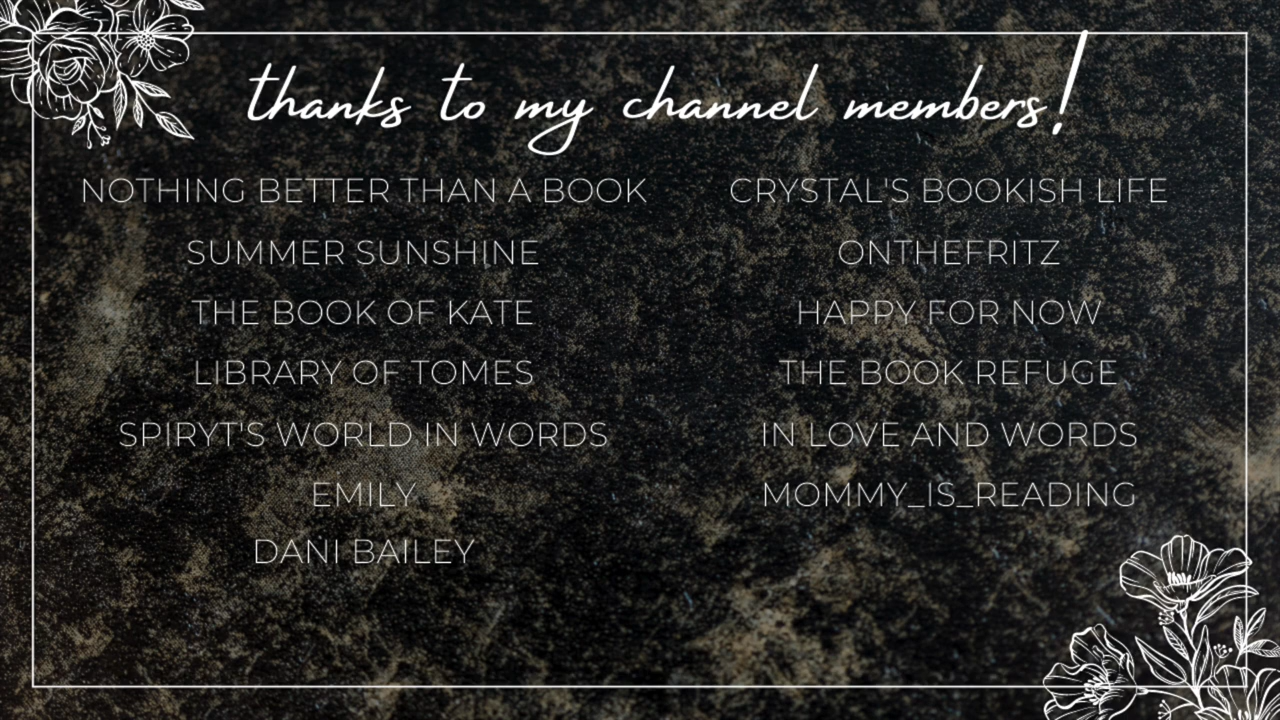 thanks to my channel members!
NOTHING BETTER THAN A BOOK
SUMMER SUNSHINE
THE BOOK OF KATE
LIBRARY OF TOMES
SPIRYT'S WORLD IN WORDS
EMILY
DANI BAILEY
CRYSTAL'S BOOKISH LIFE
ONTHEFRITZ
HAPPY FOR NOW
THE BOOK REFUGE
IN LOVE AND WORDS
MOMMY_IS_READING